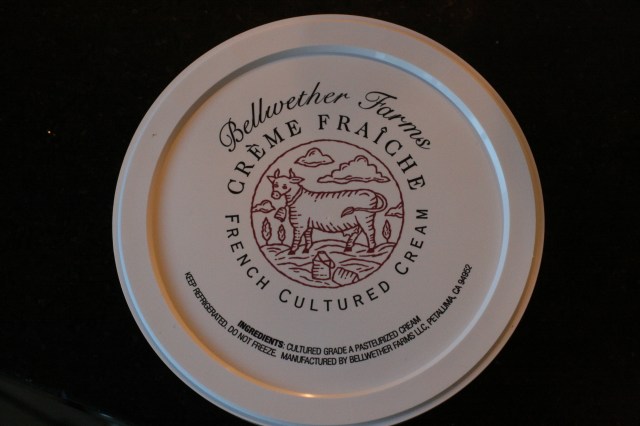 Bellwether Farms
CRÈME FRAÎCHE
FRENCH CULTURED CREAM
INGREDIENTS: CULTURED GRADE A PASTEURIZED CREAM
KEEP REFRIGERATED. DO NOT FREEZE. MANUFACTURED BY BELLWETHER FARMS LLC, PETALUMA, CA 94952